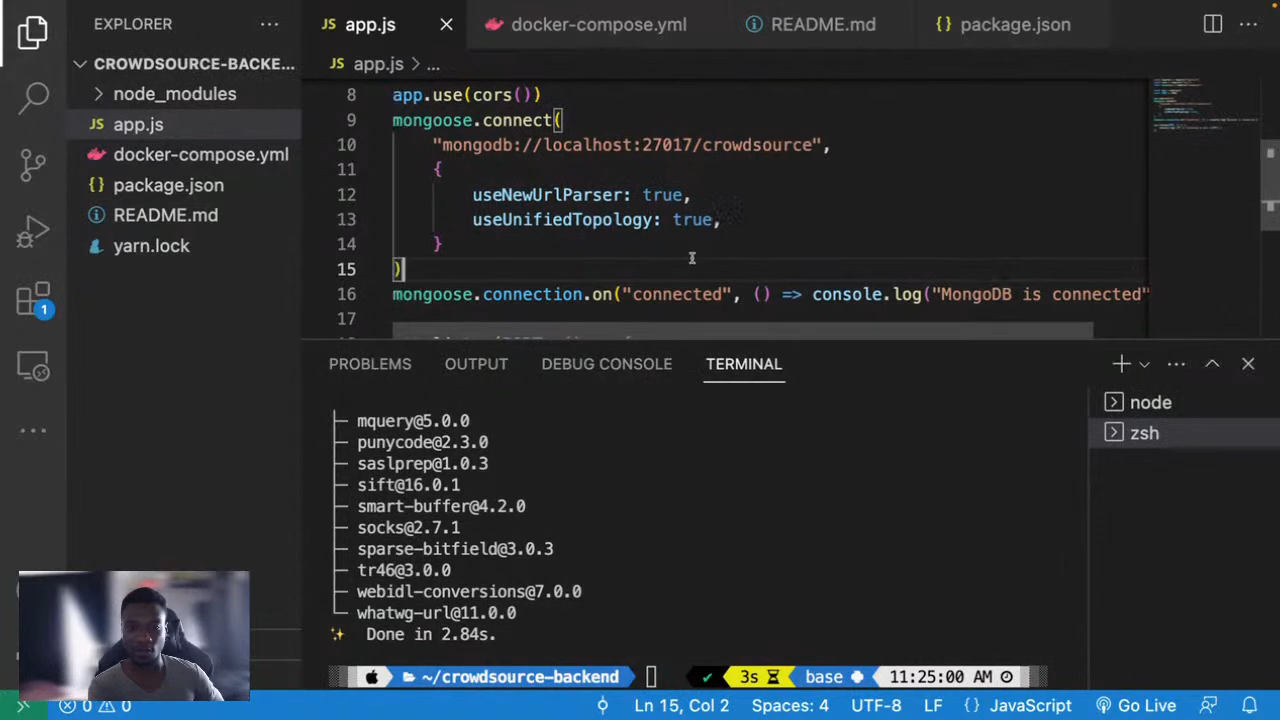 EXPLORER
CROWDSOURCE-BACKE...
node_modules
JS app.js
docker-compose.yml
package.json
README.md
yarn.lock
1
JS app.js
docker-compose.yml
README.md
{} package.json
JS app.js > ...
8 app.use(cors())
9 mongoose.connect(
10 "mongodb://localhost:27017/crowdsource",
11 {
12 useNewUrlParser: true,
13 useUnifiedTopology: true,
14 }
15 )
16 mongoose.connection.on("connected", () => console.log("MongoDB is connected"
17
PROBLEMS OUTPUT DEBUG CONSOLE TERMINAL
├─ mquery@5.0.0
├─ punycode@2.3.0
├─ saslprep@1.0.3
├─ sift@16.0.1
├─ smart-buffer@4.2.0
├─ socks@2.7.1
├─ sparse-bitfield@3.0.3
├─ tr46@3.0.0
├─ webidl-conversions@7.0.0
└─ whatwg-url@11.0.0
✨ Done in 2.84s.
~/crowdsource-backend ✔ 3s base 11:25:00 AM
node
zsh
0 0 Ln 15, Col 2 Spaces: 4 UTF-8 LF {} JavaScript Go Live